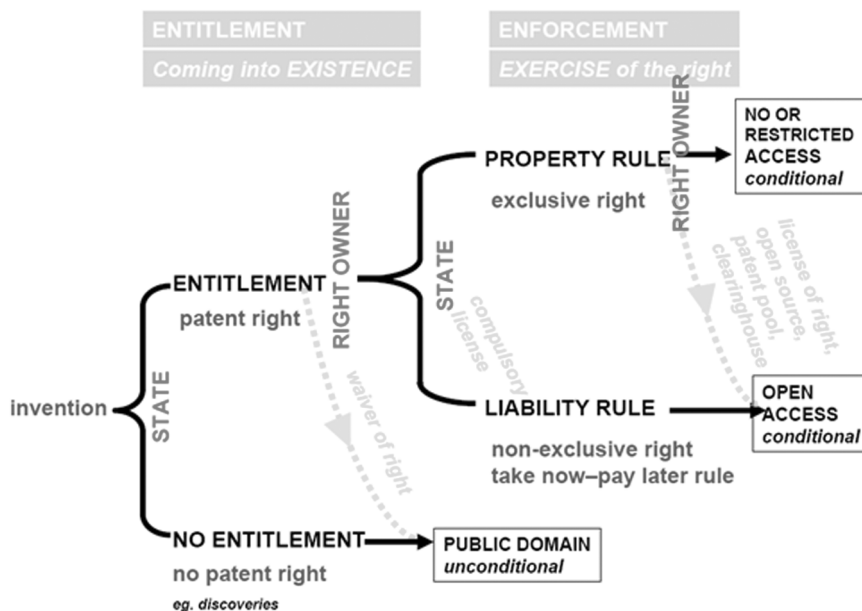 ENTITLEMENT
Coming into EXISTENCE
ENFORCEMENT
EXERCISE of the right
invention
STATE
ENTITLEMENT
patent right
RIGHT OWNER
waiver of right
NO ENTITLEMENT
no patent right
eg. discoveries
PUBLIC DOMAIN
unconditional
STATE
compulsory
license
PROPERTY RULE
exclusive right
RIGHT OWNER
NO OR
RESTRICTED
ACCESS
conditional
license of right,
open source,
patent pool,
clearinghouse
LIABILITY RULE
non-exclusive right
take now–pay later rule
OPEN
ACCESS
conditional